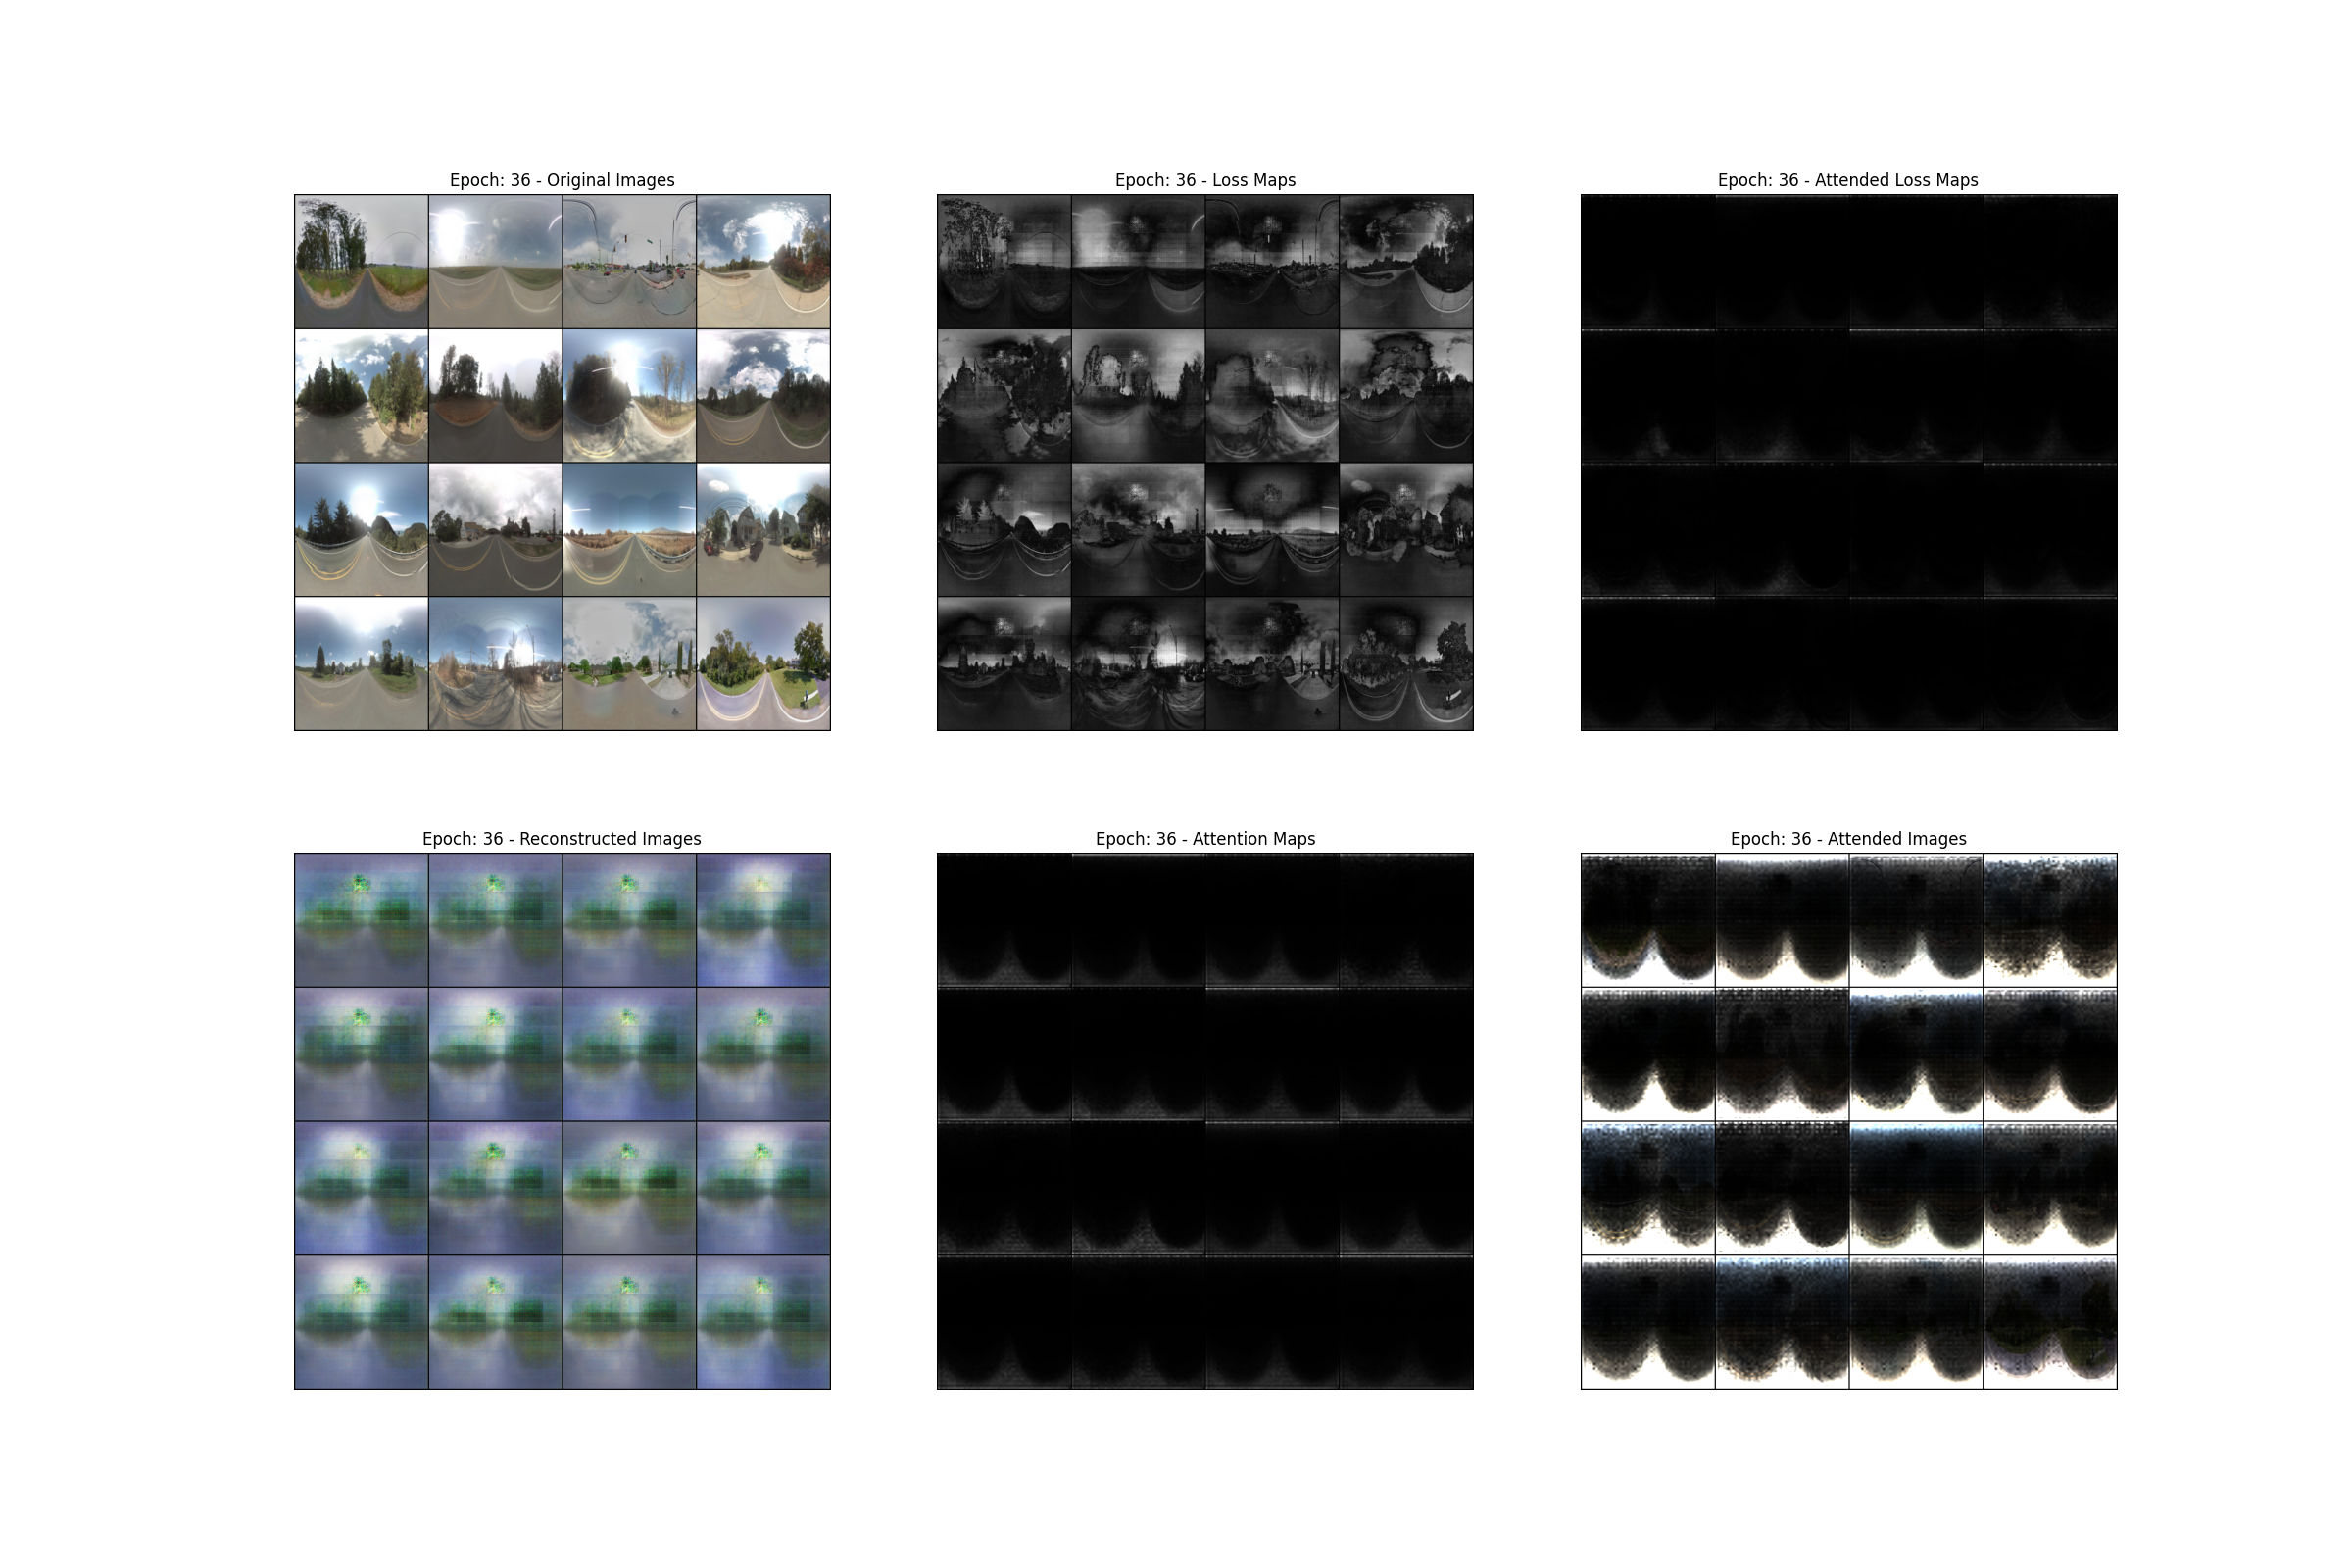 Epoch: 36 - Original Images
Epoch: 36 - Loss Maps
Epoch: 36 - Attended Loss Maps
Epoch: 36 - Reconstructed Images
Epoch: 36 - Attention Maps
Epoch: 36 - Attended Images